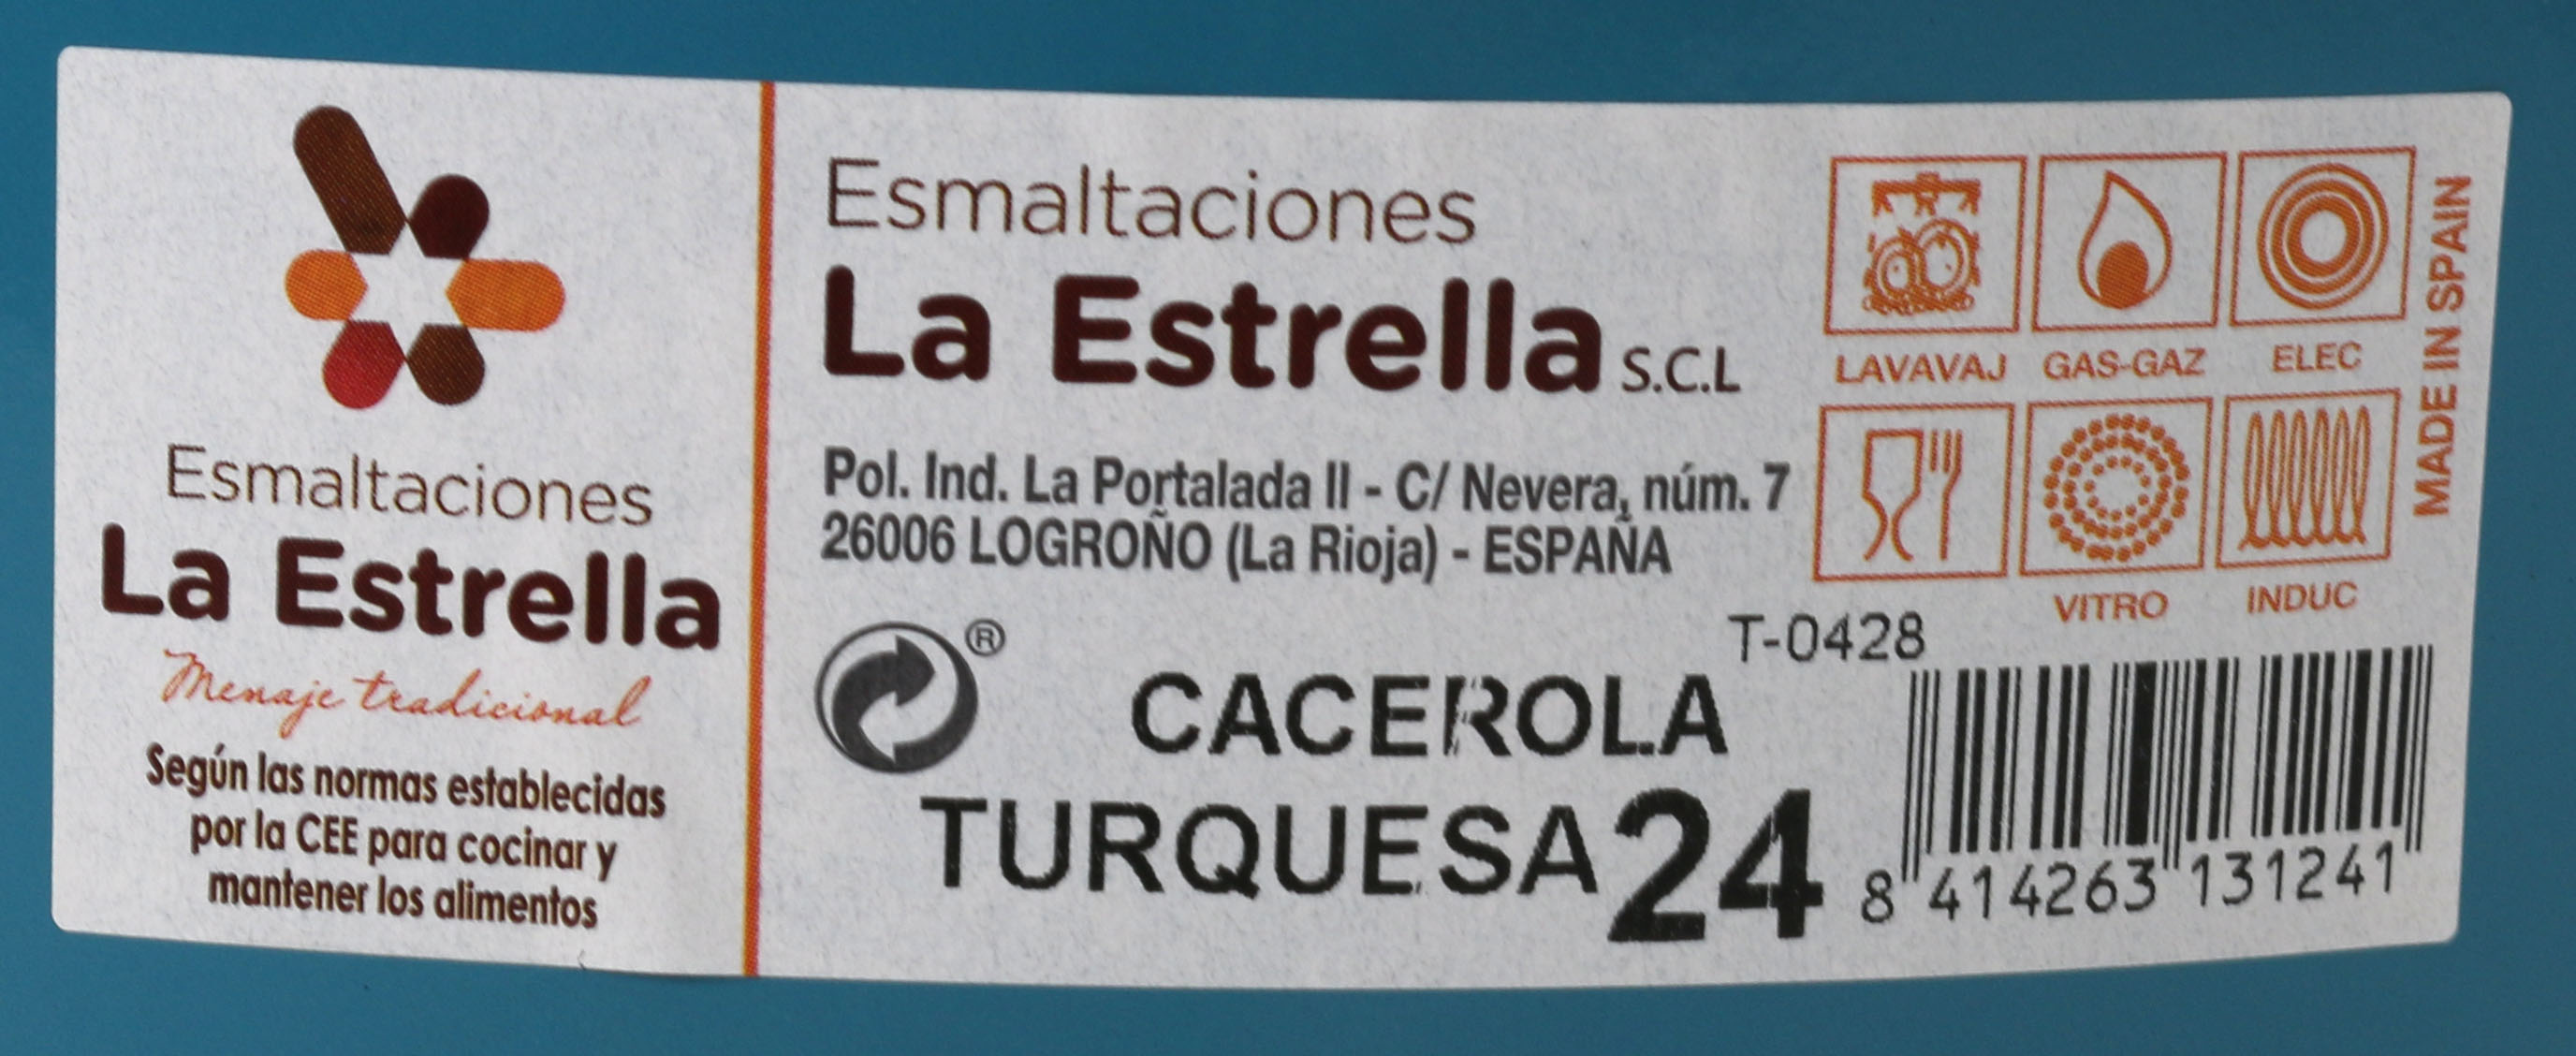 Esmaltaciones
La Estrella
Menaje tradicional
Según las normas establecidas
por la CEE para cocinar y
mantener los alimentos
Esmaltaciones
La Estrella S.C.L
Pol. Ind. La Portalada II - C/ Nevera, núm. 7
26006 LOGROÑO (La Rioja) - ESPAÑA
®
CACEROLA
TURQUESA 24
LAVAVAJ GAS-GAZ ELEC
VITRO INDUC
MADE IN SPAIN
T-0428
8 414263 131241